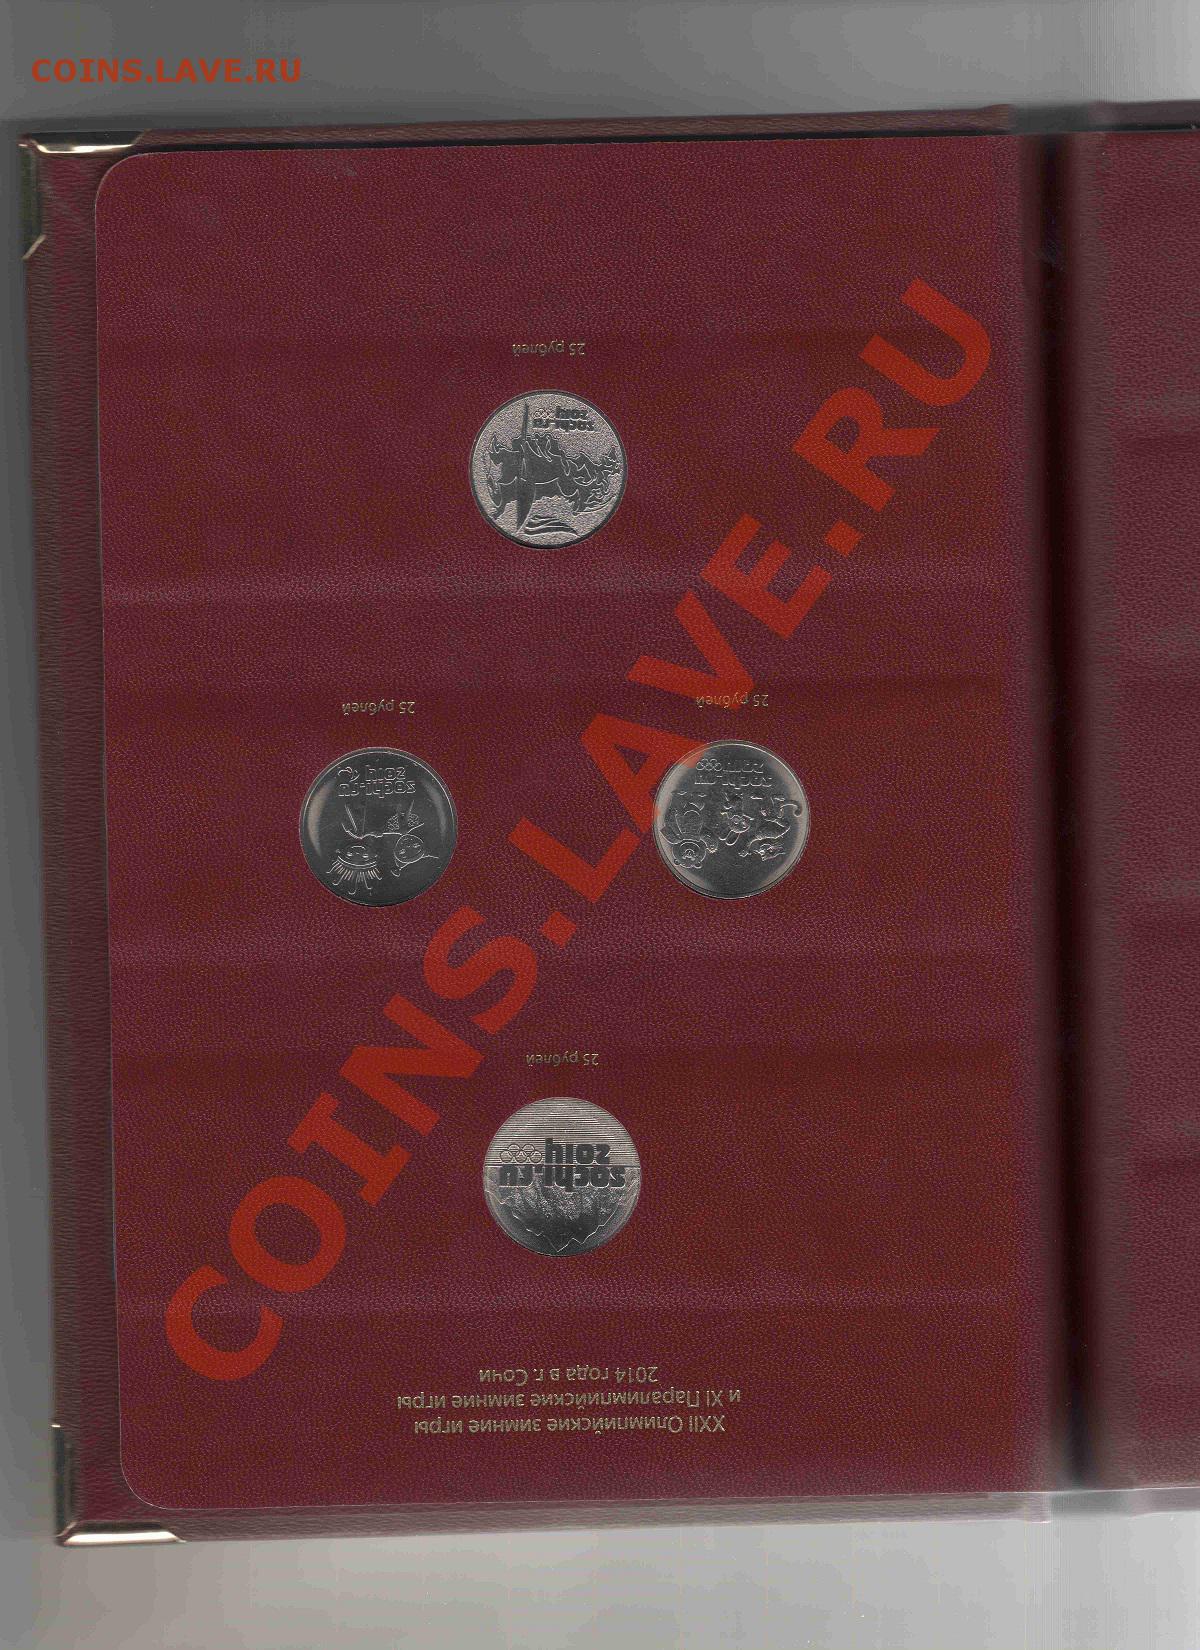 COINS.LAVE.RU
COINS.LAVE.RU
XXII Олимпийские зимние игры
и XI Паралимпийские зимние игры
2014 года в г. Сочи
sochi.ru
2014
25 рублей
sochi.ru
2014
25 рублей
sochi.ru
2014
25 рублей
sochi.ru
2014
25 рублей